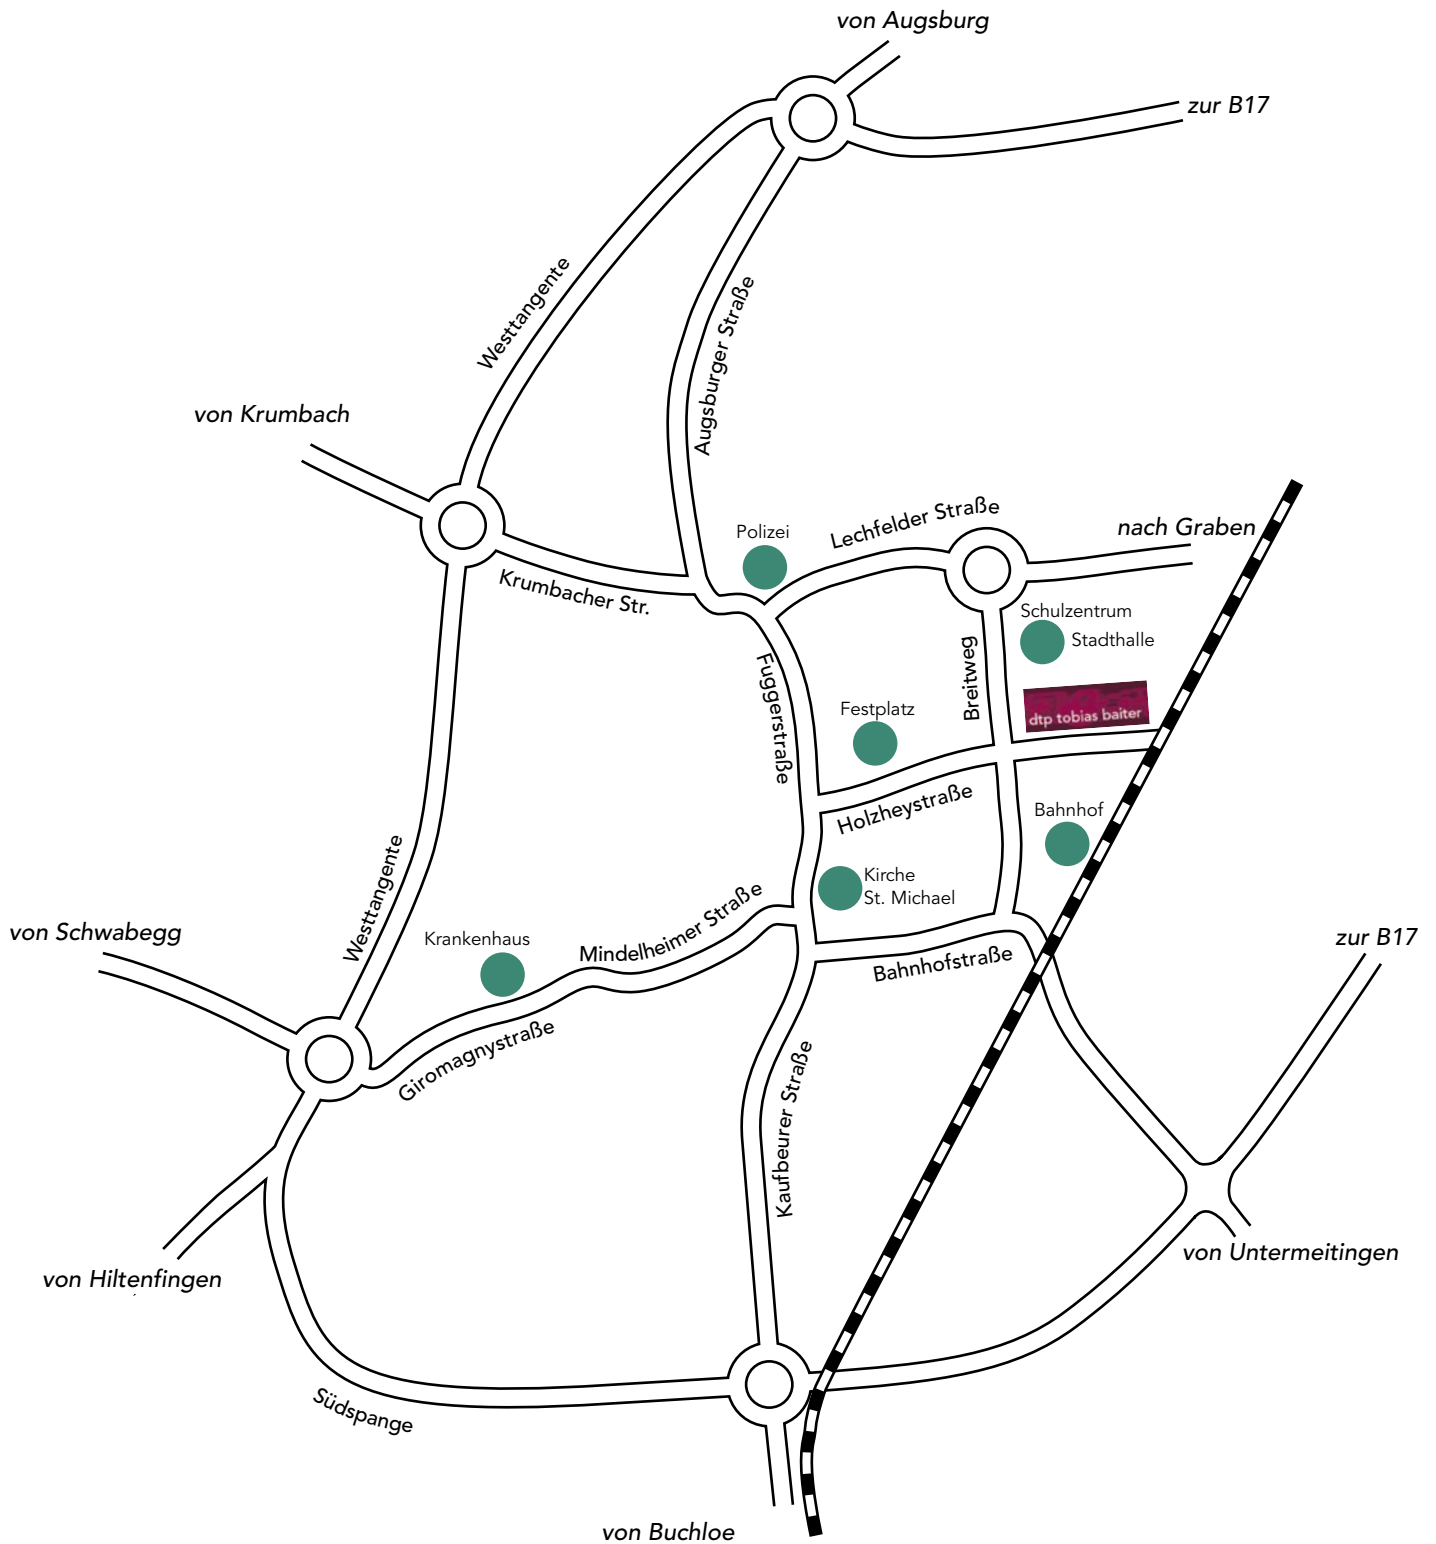 von Augsburg
zur B17
Westtangente
Augsburger Straße
von Krumbach
Lechfelder Straße
nach Graben
Polizei
Krumbacher Str.
Schulzentrum
Stadthalle
Breitweg
Fuggerstraße
Festplatz
dtp tobias baiter
Holzheystraße
Bahnhof
Westtangente
Kirche
St. Michael
Mindelheimer Straße
von Schwabegg
Krankenhaus
Bahnhofstraße
zur B17
Giromagnystraße
Kaufbeurer Straße
von Untermeitingen
von Hiltenfingen
Südspange
von Buchloe